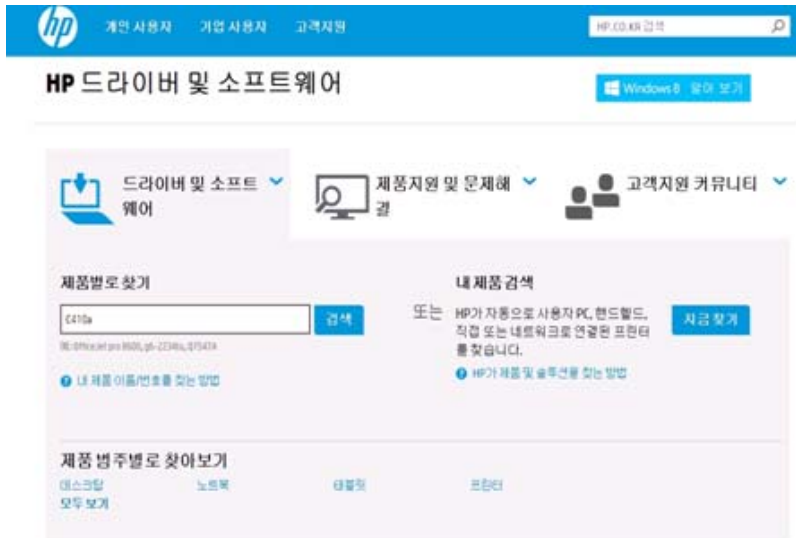 hp
개인 사용자 기업 사용자 고객지원
HP.CO.KR 검색
HP 드라이버 및 소프트웨어
Windows 8 알아 보기
드라이버 및 소프트
웨어
제품지원 및 문제해
결
고객지원 커뮤니티
제품별로 찾기
C410a
검색
예: Officejet pro 8600, g6-2234tu, Q7547A
내 제품 이름/번호를 찾는 방법
또는
내 제품 검색
HP가 자동으로 사용자 PC, 핸드헬드,
직접 또는 네트워크로 연결된 프린터
를 찾습니다.
지금 찾기
HP가 제품 및 솔루션을 찾는 방법
제품 범주별로 찾아보기
데스크탑 노트북 태블릿 프린터
모두 보기